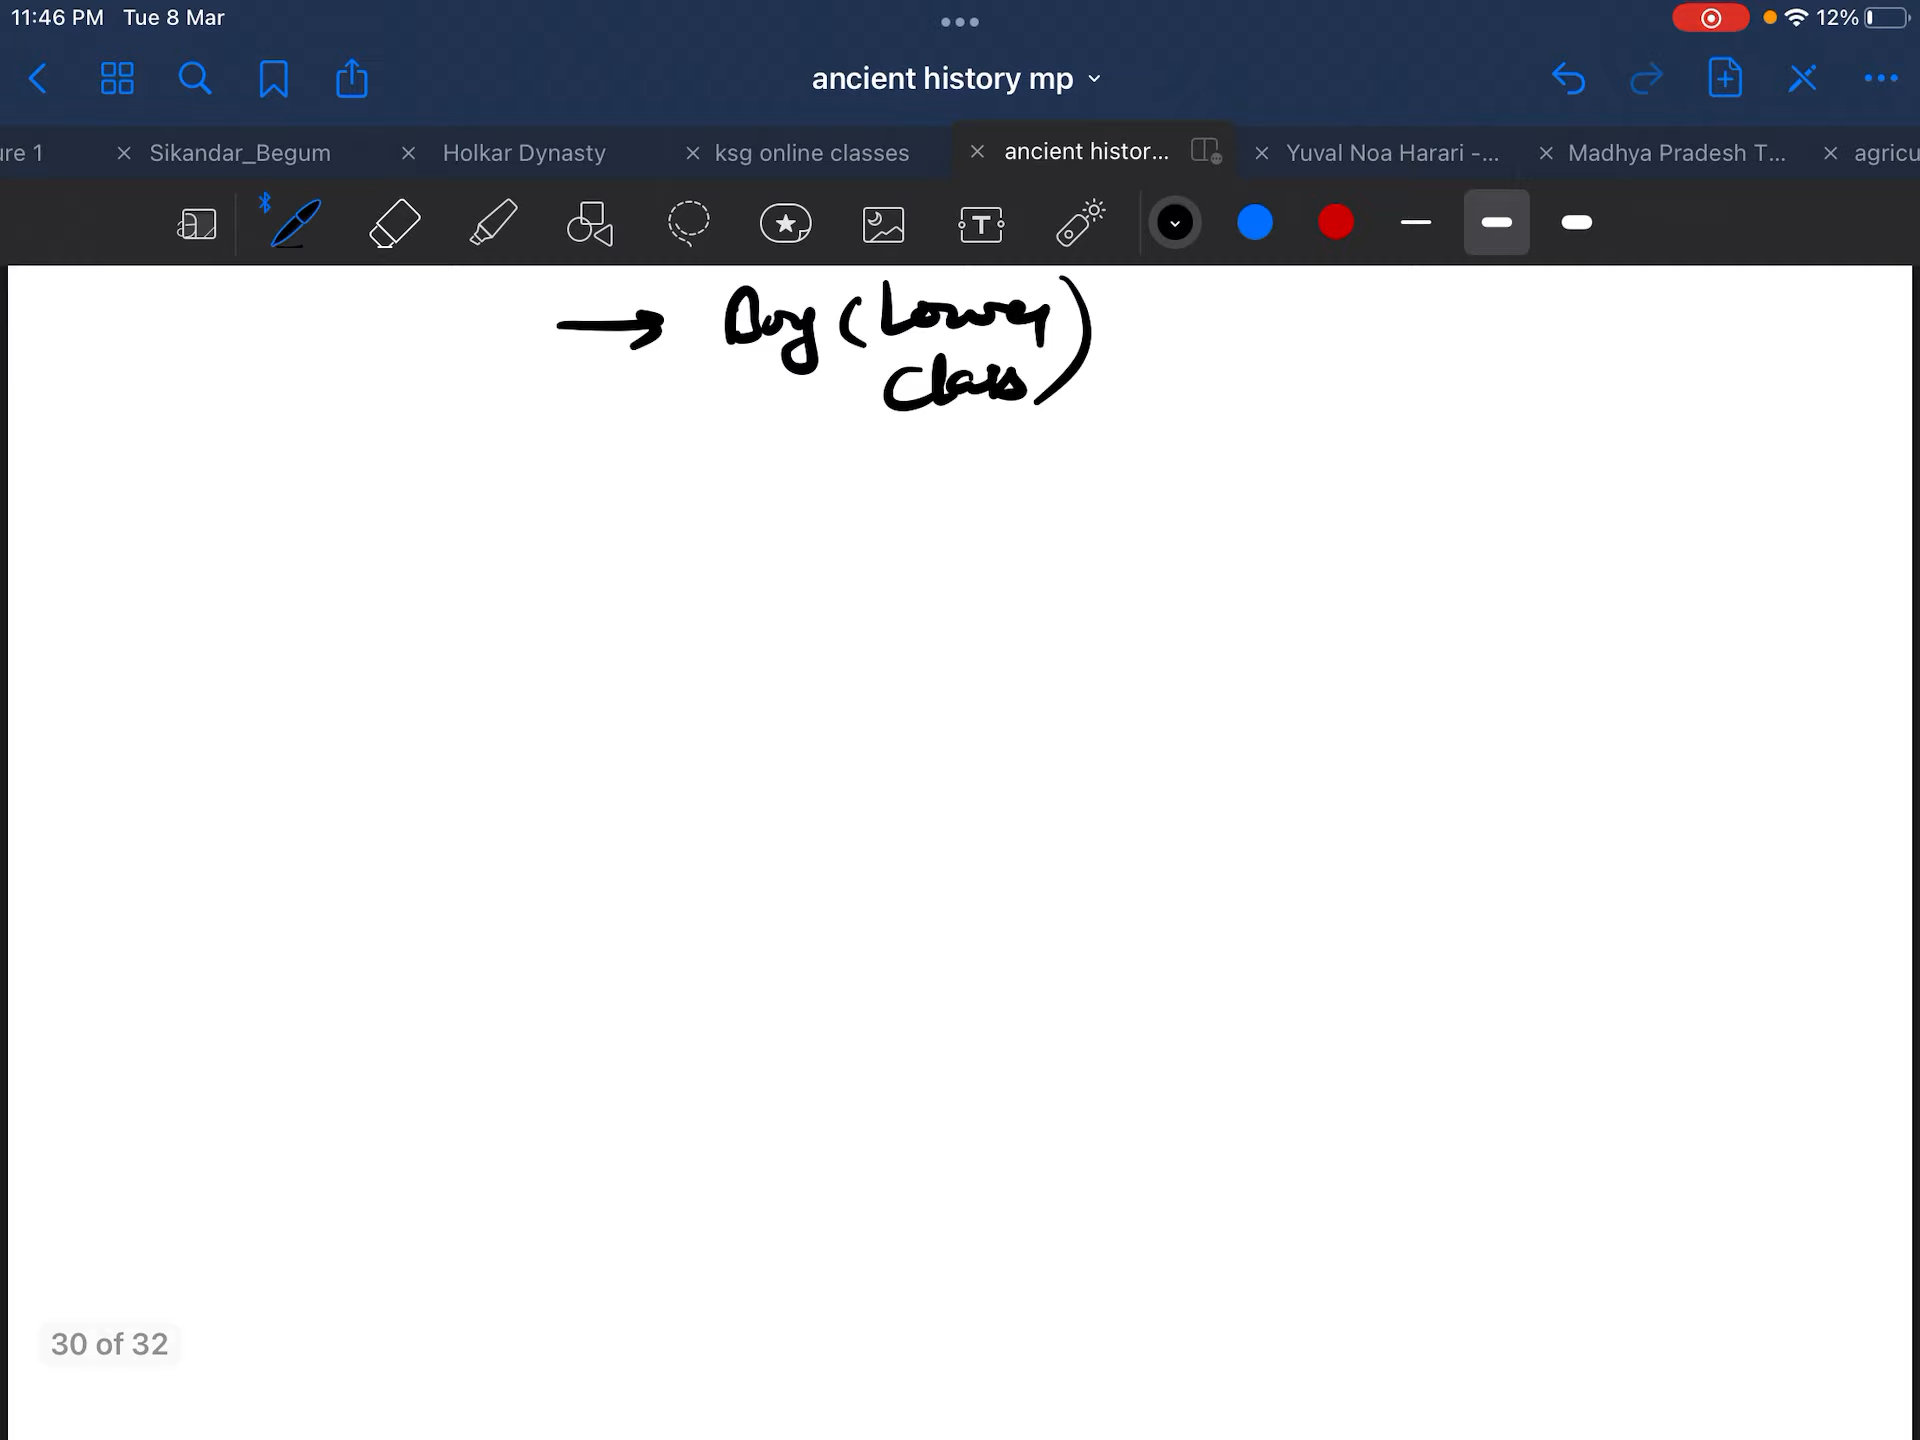 11:46 PM Tue 8 Mar
12%
ancient history mp
ure 1
Sikandar_Begum
Holkar Dynasty
ksg online classes
ancient histor...
Yuval Noa Harari -...
Madhya Pradesh T...
agricu
T
→ Dog (Lower
Class)
30 of 32